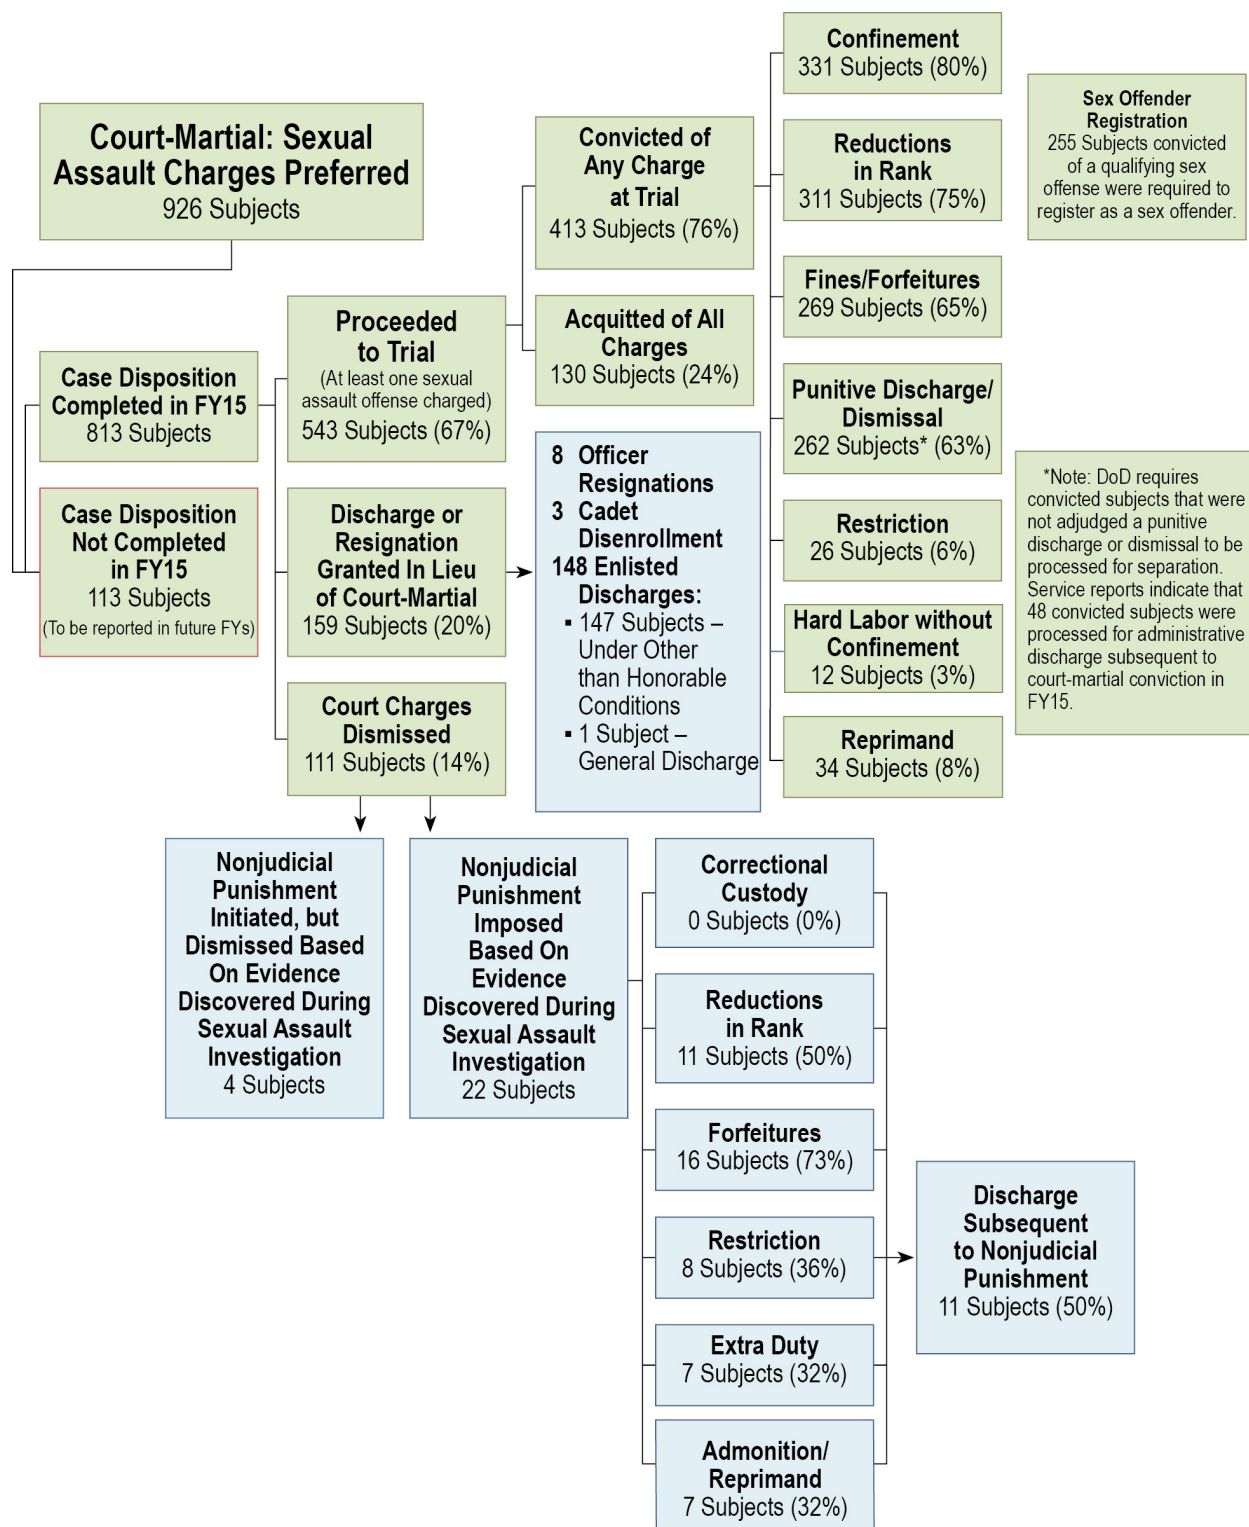 Court-Martial: Sexual
Assault Charges Preferred
926 Subjects
Case Disposition
Completed in FY15
813 Subjects
Case Disposition
Not Completed
in FY15
113 Subjects
(To be reported in future FYs)
Proceeded
to Trial
(At least one sexual
assault offense charged)
543 Subjects (67%)
Discharge or
Resignation
Granted In Lieu
of Court-Martial
159 Subjects (20%)
Court Charges
Dismissed
111 Subjects (14%)
Convicted of
Any Charge
at Trial
413 Subjects (76%)
Acquitted of All
Charges
130 Subjects (24%)
8 Officer
Resignations
3 Cadet
Disenrollment
148 Enlisted
Discharges:
▪ 147 Subjects –
Under Other
than Honorable
Conditions
▪ 1 Subject –
General Discharge
Confinement
331 Subjects (80%)
Reductions
in Rank
311 Subjects (75%)
Fines/Forfeitures
269 Subjects (65%)
Punitive Discharge/
Dismissal
262 Subjects* (63%)
Restriction
26 Subjects (6%)
Hard Labor without
Confinement
12 Subjects (3%)
Reprimand
34 Subjects (8%)
Sex Offender
Registration
255 Subjects convicted
of a qualifying sex
offense were required to
register as a sex offender.
*Note: DoD requires
convicted subjects that were
not adjudged a punitive
discharge or dismissal to be
processed for separation.
Service reports indicate that
48 convicted subjects were
processed for administrative
discharge subsequent to
court-martial conviction in
FY15.
Nonjudicial
Punishment
Initiated, but
Dismissed Based
On Evidence
Discovered During
Sexual Assault
Investigation
4 Subjects
Nonjudicial
Punishment
Imposed
Based On
Evidence
Discovered During
Sexual Assault
Investigation
22 Subjects
Correctional
Custody
0 Subjects (0%)
Reductions
in Rank
11 Subjects (50%)
Forfeitures
16 Subjects (73%)
Restriction
8 Subjects (36%)
Extra Duty
7 Subjects (32%)
Admonition/
Reprimand
7 Subjects (32%)
Discharge
Subsequent
to Nonjudicial
Punishment
11 Subjects (50%)